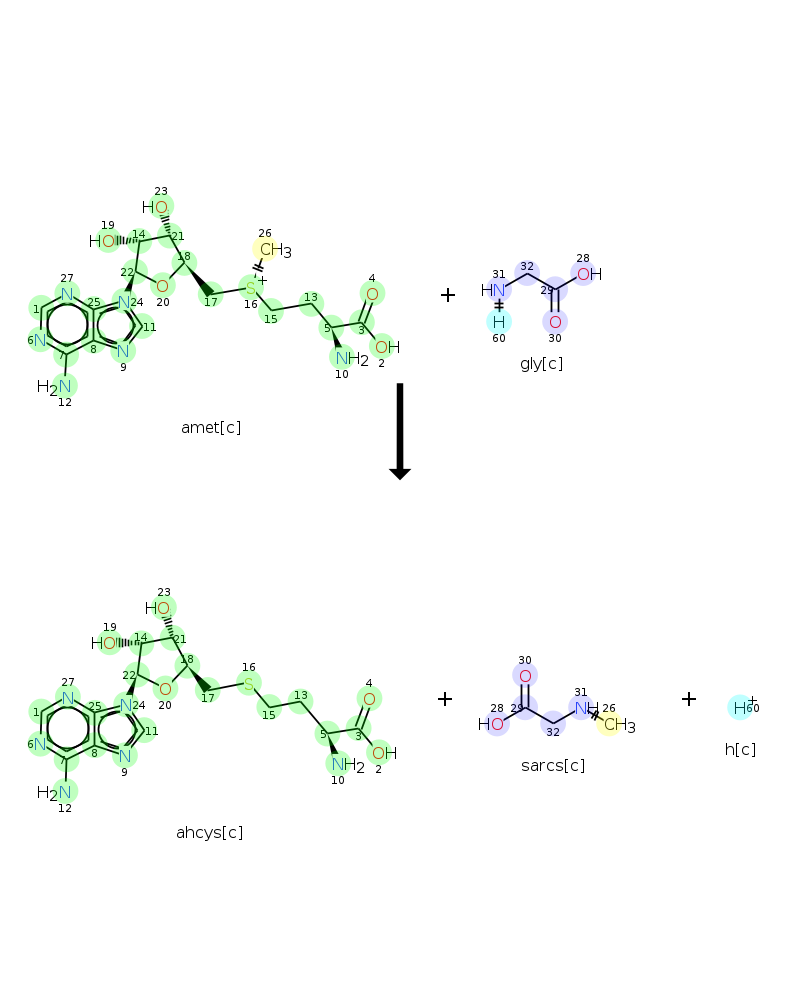 23
HO
19
HO
14
21
26
CH3
18
22
O
20
S
+
16
17
15
13
4
O
5
3
OH
2
NH2
10
27
N
25
N
24
1
6
N
7
8
11
N
9
H2N
12
amet[c]
+
31
HN
32
28
OH
29
H
60
O
30
gly[c]
23
HO
19
HO
14
21
18
22
O
20
17
16
S
15
13
4
O
5
3
OH
2
NH2
10
27
N
25
N
24
1
6
N
8
11
N
9
H2N
12
ahcys[c]
+
30
O
28
HO
29
32
31
NH
26
CH3
sarcs[c]
+
H+
60
h[c]